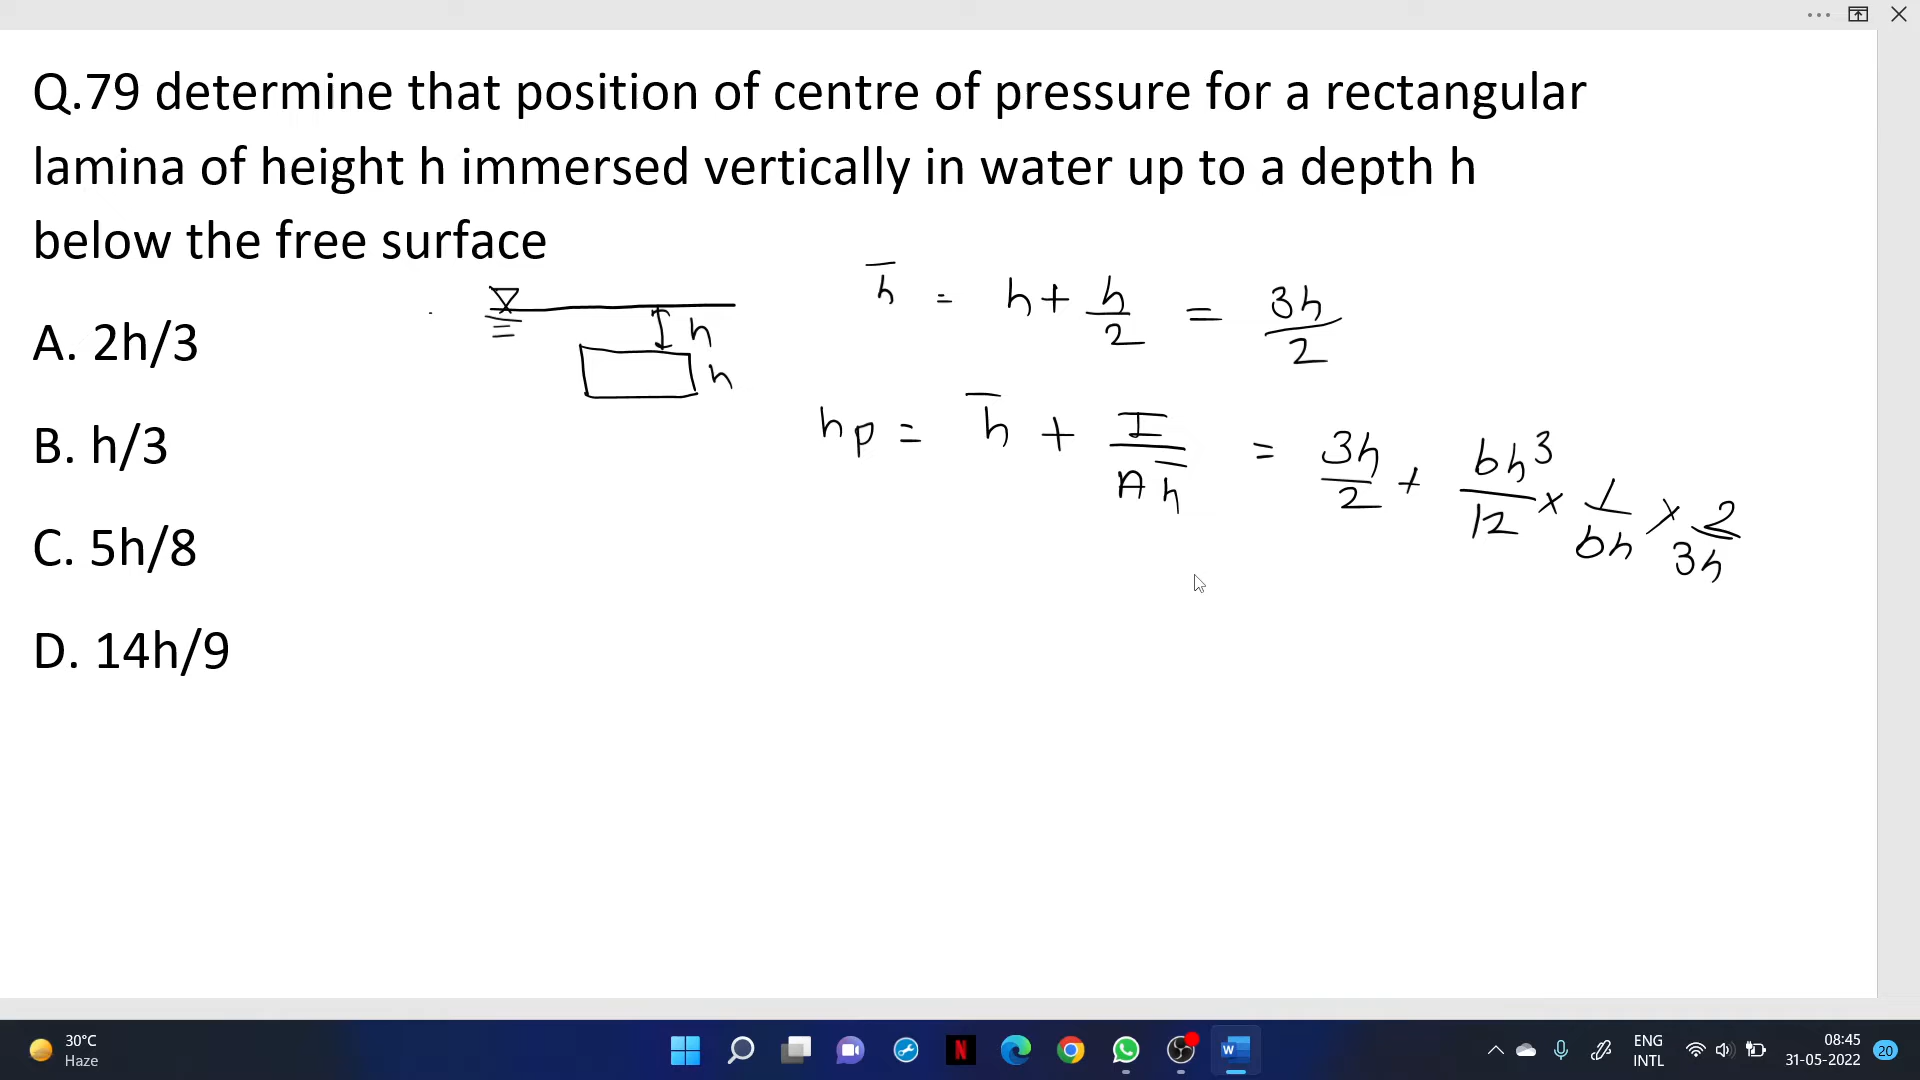 Q.79 determine that position of centre of pressure for a rectangular
lamina of height h immersed vertically in water up to a depth h
below the free surface
h̅ = h + h/2 = 3h/2
A. 2h/3
h
h
hp = h̅ + I/Ah̅ = 3h/2 + bh³/12 × 1/bh × 2/3h
B. h/3
C. 5h/8
D. 14h/9
30°C
Haze
ENG
INTL
08:45
31-05-2022
20